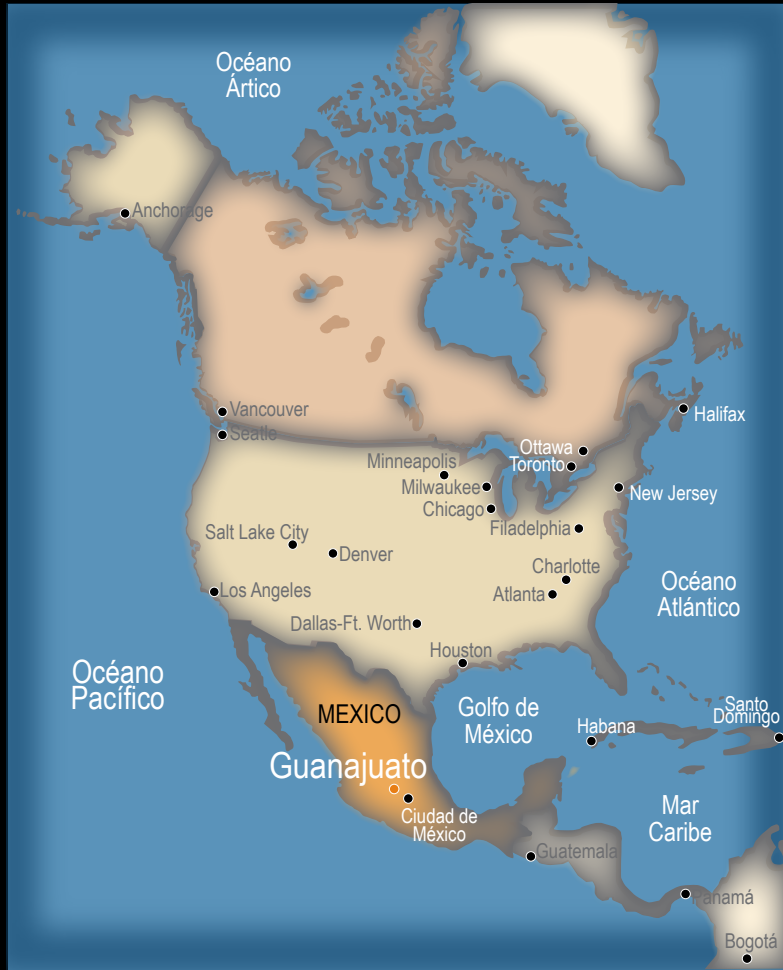 Océano
Ártico
Anchorage
Vancouver
Seatle
Halifax
Ottawa
Toronto
Minneapolis
Milwaukee
Chicago
New Jersey
Filadelphia
Salt Lake City
Denver
Charlotte
Atlanta
Los Angeles
Océano
Atlántico
Dallas-Ft. Worth
Houston
Océano
Pacífico
MEXICO
Golfo de
México
Habana
Santo
Domingo
Guanajuato
Ciudad de
México
Mar
Caribe
Guatemala
Panamá
Bogotá